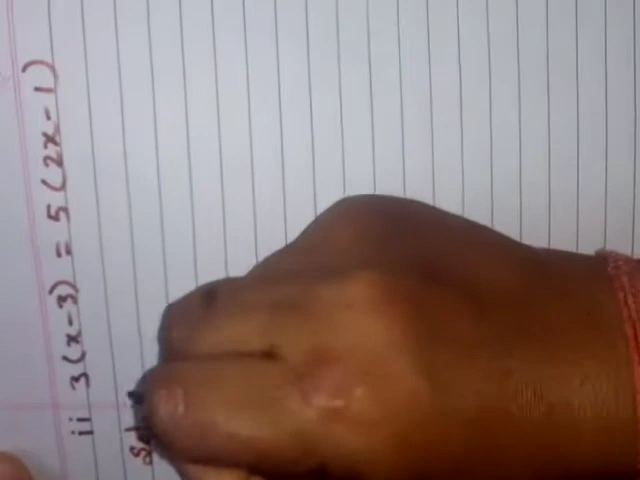 ii 3(x-3) = 5(2x-1)